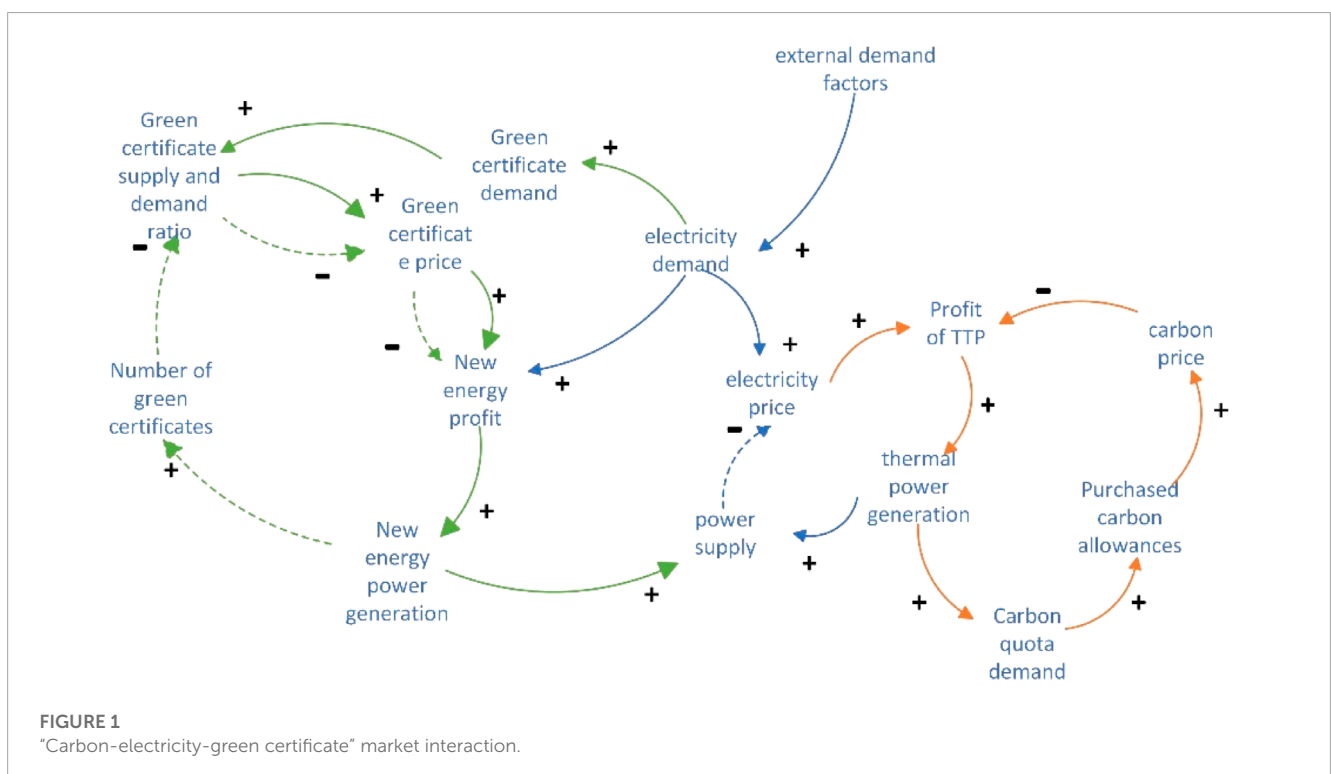 external demand
factors
+
Green
certificate
supply and
demand
ratio
Green
certificate
demand
+
+
Green
certificat
e price
electricity
demand
+
-
-
+
-
Profit
of TTP
-
carbon
price
+
+
New
energy
profit
+
electricity
price
+
+
-
Number of
green
certificates
+
thermal
power
generation
Purchased
carbon
allowances
+
New
energy
power
generation
power
supply
+
+
+
+
Carbon
quota
demand
FIGURE 1
"Carbon-electricity-green certificate" market interaction.